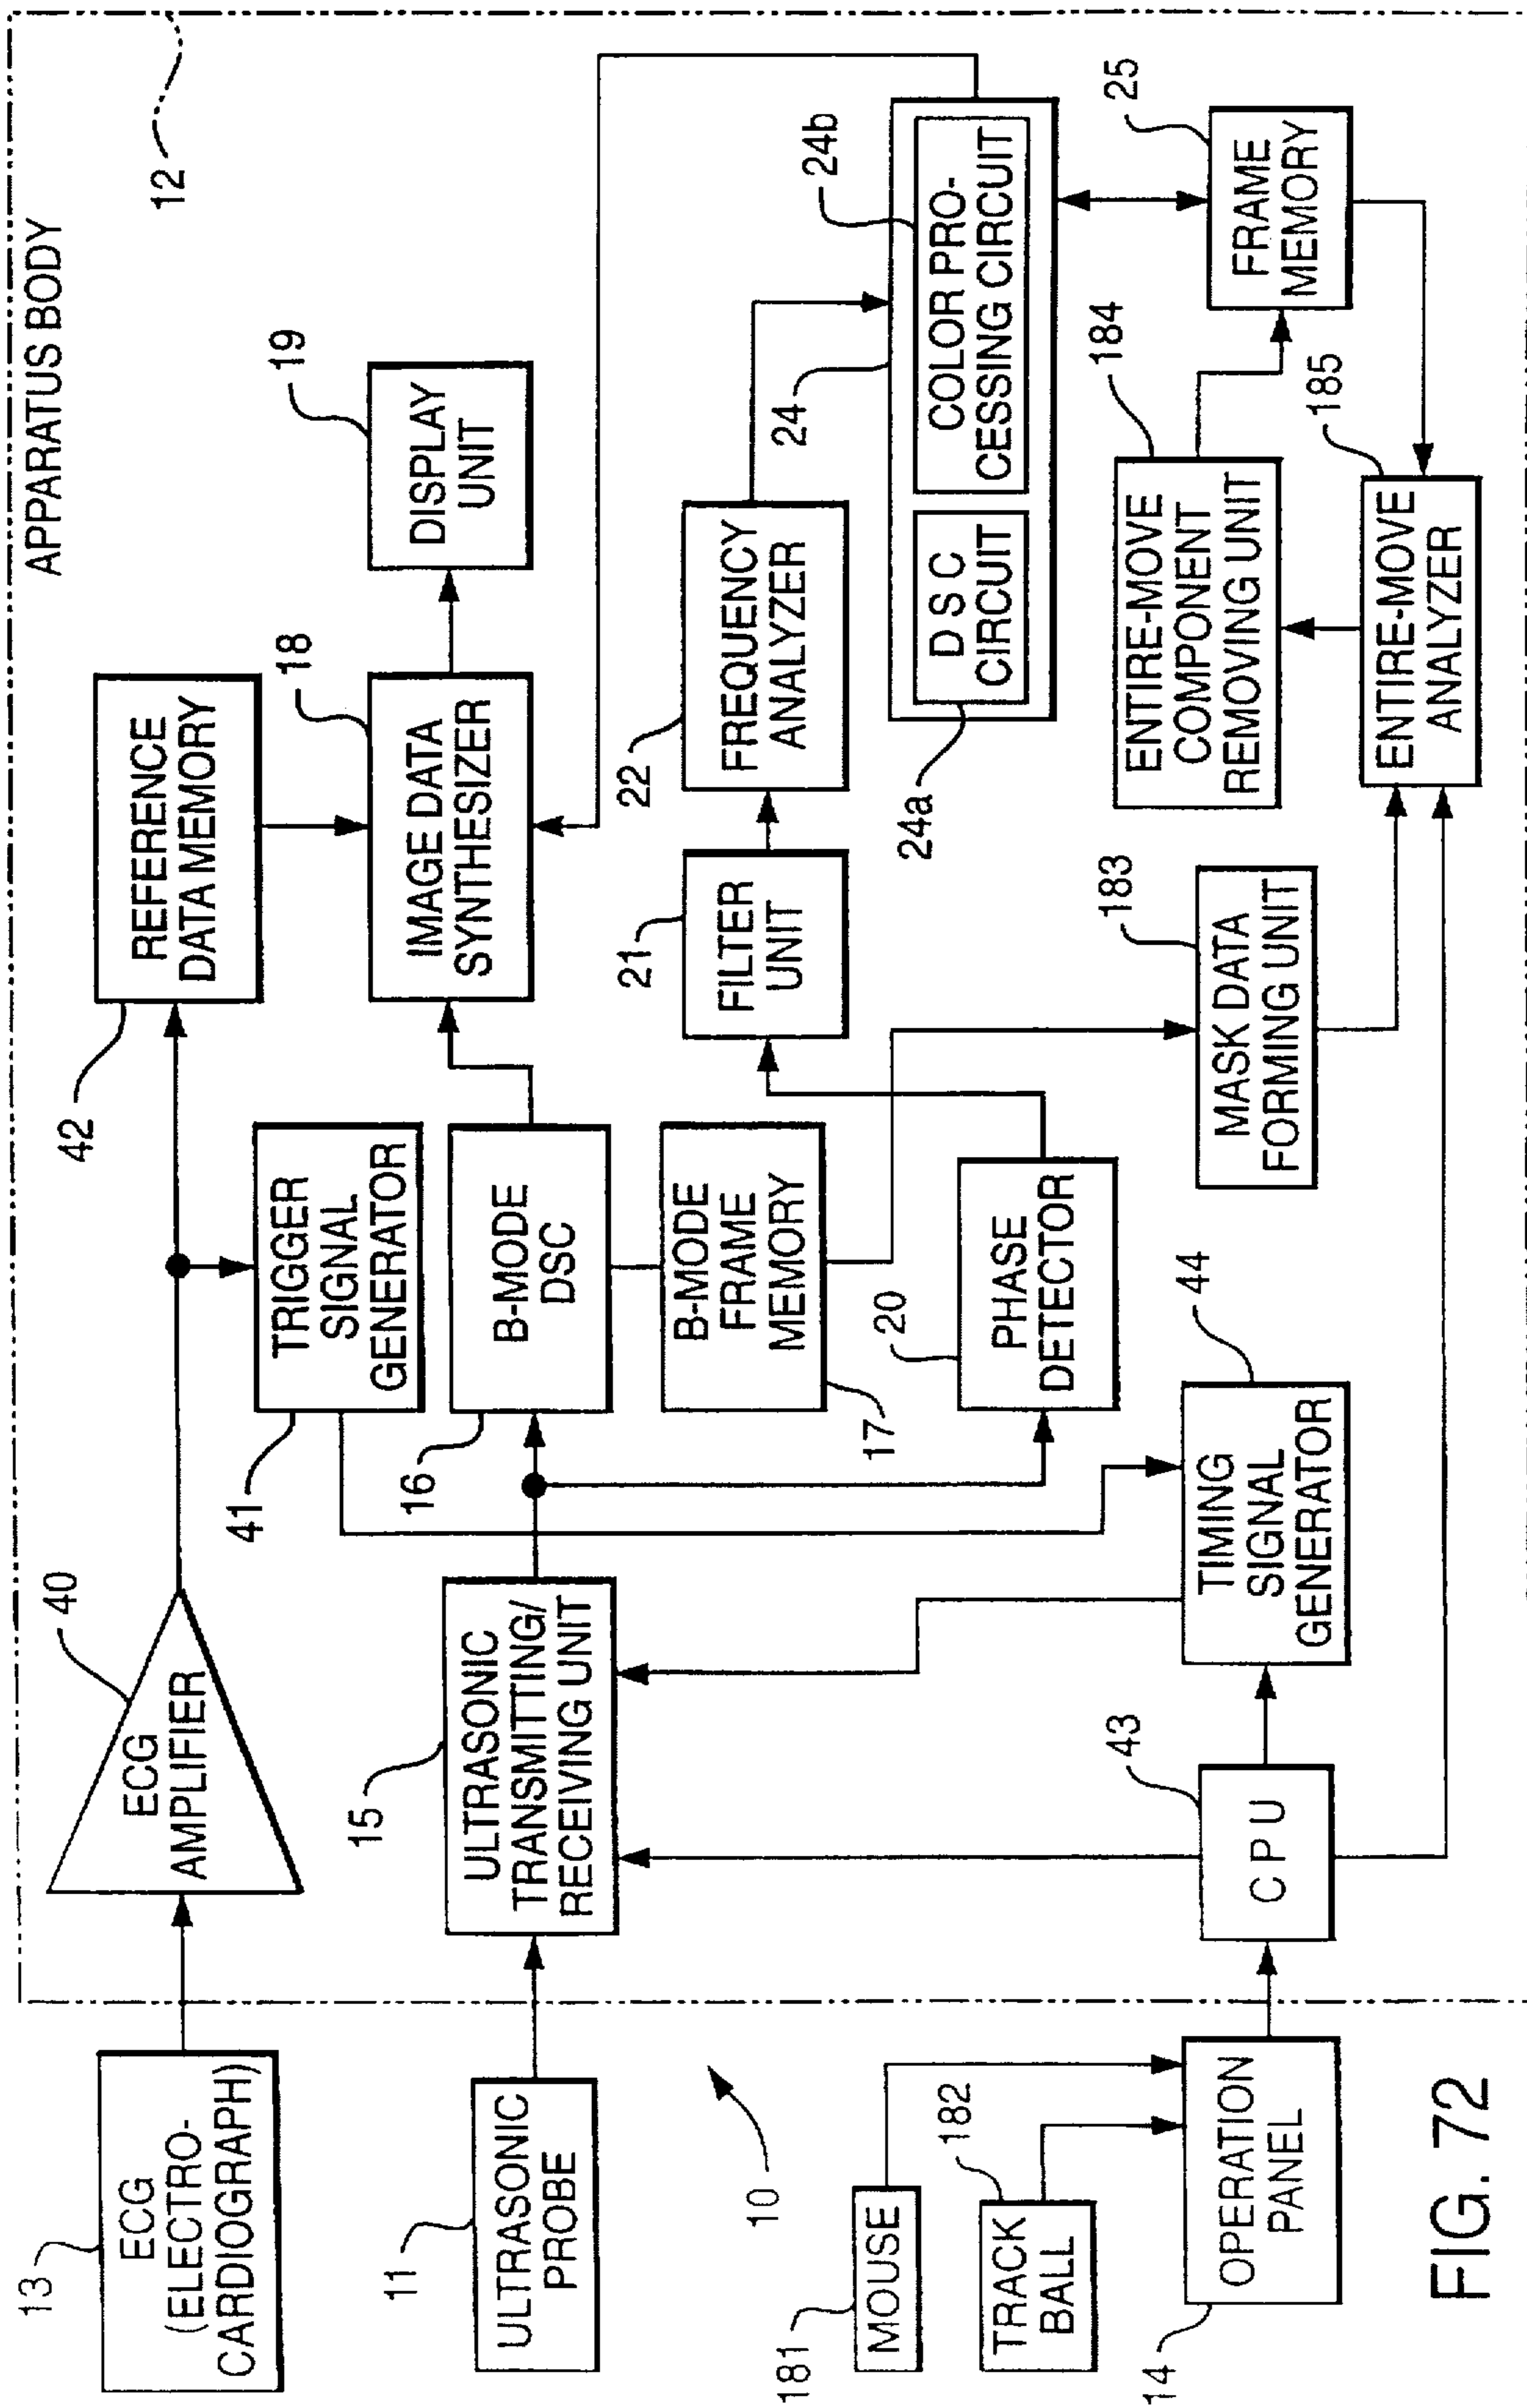 APPARATUS BODY
12
13
ECG
(ELECTRO-
CARDIOGRAPH)
40
ECG
AMPLIFIER
42
REFERENCE
DATA MEMORY
41
TRIGGER
SIGNAL
GENERATOR
11
ULTRASONIC
PROBE
15
ULTRASONIC
TRANSMITTING/
RECEIVING UNIT
16
B-MODE
DSC
18
IMAGE DATA
SYNTHESIZER
19
DISPLAY
UNIT
17
B-MODE
FRAME
MEMORY
21
FILTER
UNIT
22
FREQUENCY
ANALYZER
10
20
PHASE
DETECTOR
24
24a
DSC
CIRCUIT
24b
COLOR PRO-
CESSING CIRCUIT
181
MOUSE
182
TRACK
BALL
14
OPERATION
PANEL
43
CPU
44
TIMING
SIGNAL
GENERATOR
183
MASK DATA
FORMING UNIT
184
ENTIRE-MOVE
COMPONENT
REMOVING UNIT
25
FRAME
MEMORY
185
ENTIRE-MOVE
ANALYZER
FIG. 72